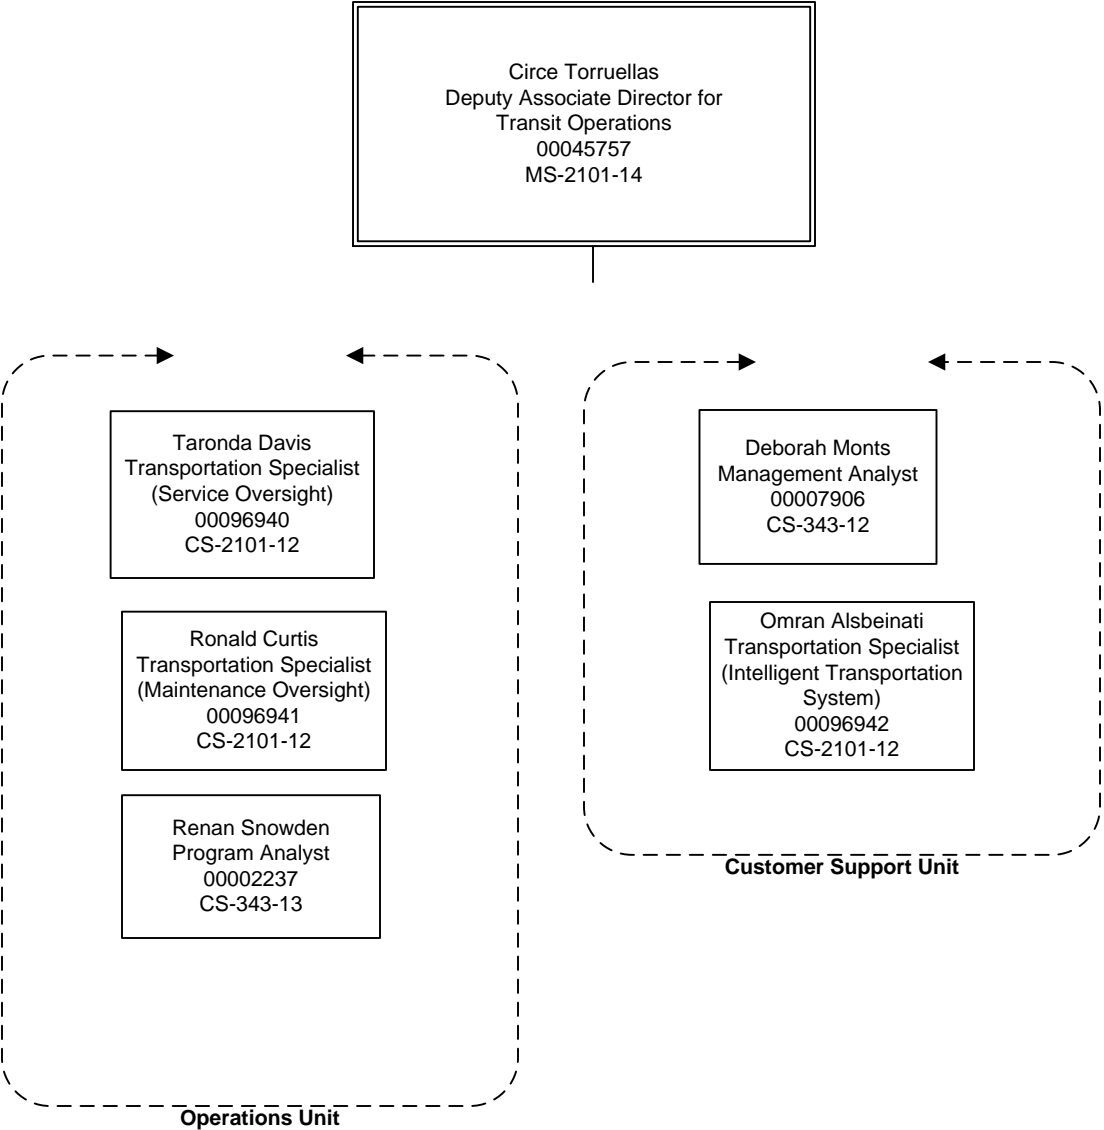 Circe Torruellas
Deputy Associate Director for
Transit Operations
00045757
MS-2101-14
Taronda Davis
Transportation Specialist
(Service Oversight)
00096940
CS-2101-12
Ronald Curtis
Transportation Specialist
(Maintenance Oversight)
00096941
CS-2101-12
Renan Snowden
Program Analyst
00002237
CS-343-13
Operations Unit
Deborah Monts
Management Analyst
00007906
CS-343-12
Omran Alsbeinati
Transportation Specialist
(Intelligent Transportation
System)
00096942
CS-2101-12
Customer Support Unit